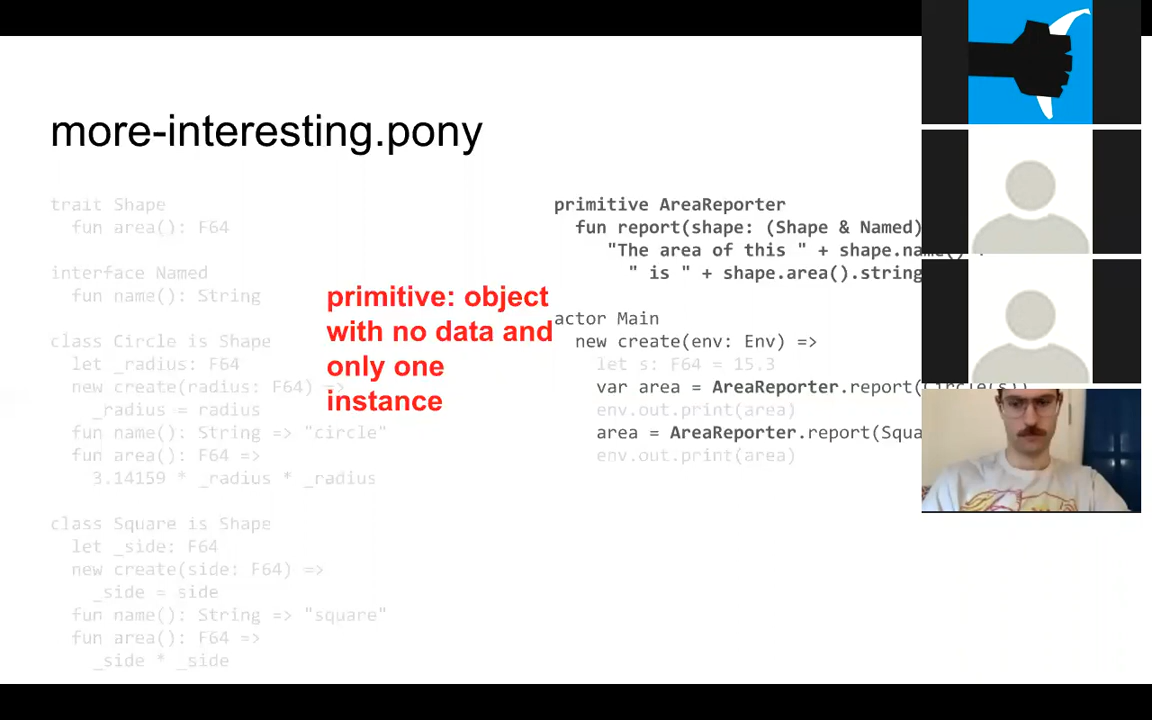 more-interesting.pony
trait Shape
fun area(): F64
interface Named
fun name(): String
class Circle is Shape
let _radius: F64
new create(radius: F64) =>
_radius = radius
fun name(): String => "circle"
fun area(): F64 =>
3.14159 * _radius * _radius
class Square is Shape
let _side: F64
new create(side: F64) =>
_side = side
fun name(): String => "square"
fun area(): F64 =>
_side * _side
primitive: object
with no data and
only one
instance
primitive AreaReporter
fun report(shape: (Shape & Named)
"The area of this " + shape.name() +
" is " + shape.area().string
actor Main
new create(env: Env) =>
let s: F64 = 15.3
var area = AreaReporter.report(Circle(s))
env.out.print(area)
area = AreaReporter.report(Squa
env.out.print(area)